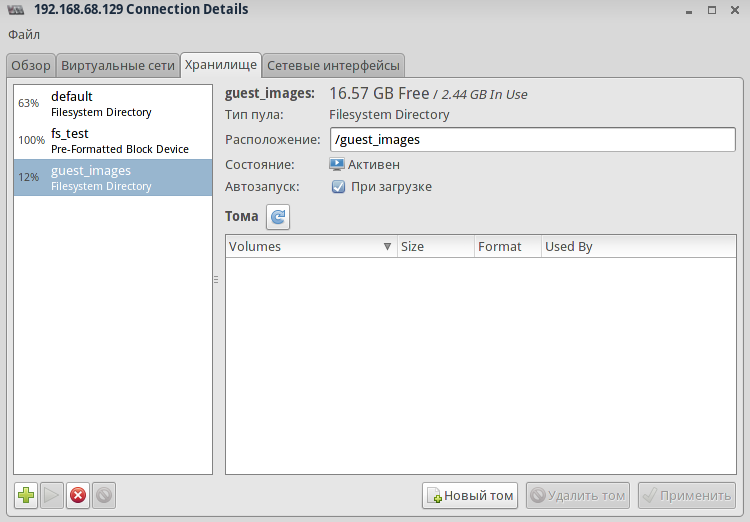 192.168.68.129 Connection Details
Файл
Обзор Виртуальные сети Хранилище Сетевые интерфейсы
63% default
Filesystem Directory
100% fs_test
Pre-Formatted Block Device
12% guest_images
Filesystem Directory
guest_images: 16.57 GB Free / 2.44 GB In Use
Тип пула: Filesystem Directory
Расположение: /guest_images
Состояние: Активен
Автозапуск: При загрузке
Тома
Volumes Size Format Used By
Новый том Удалить том Применить